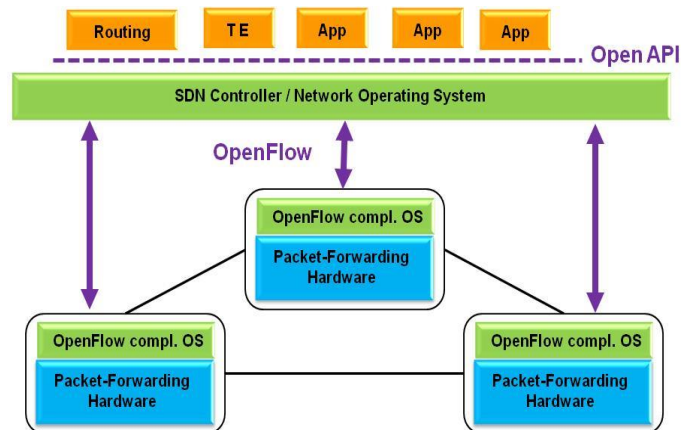 Routing
T E
App
App
App
Open API
SDN Controller / Network Operating System
OpenFlow
OpenFlow compl. OS
Packet-Forwarding
Hardware
OpenFlow compl. OS
Packet-Forwarding
Hardware
OpenFlow compl. OS
Packet-Forwarding
Hardware